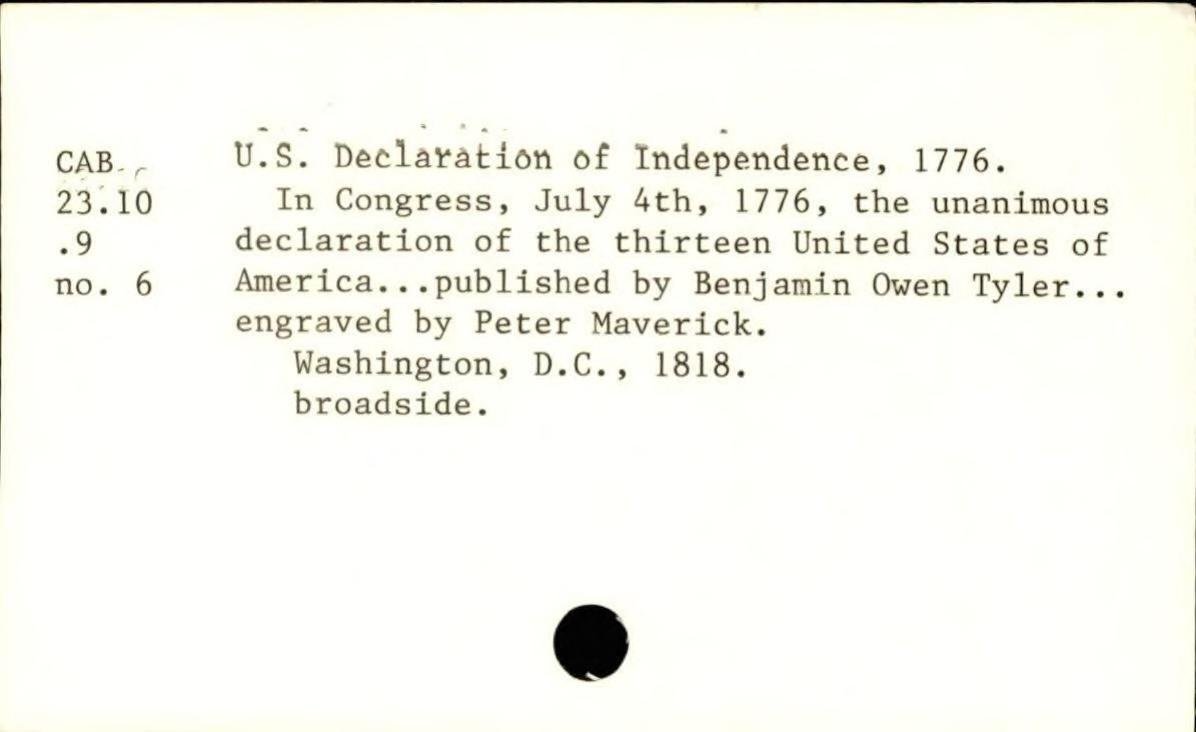 CAB U.S. Declaration of Independence, 1776.
23.10 In Congress, July 4th, 1776, the unanimous
.9 declaration of the thirteen United States of
no. 6 America...published by Benjamin Owen Tyler...
engraved by Peter Maverick.
Washington, D.C., 1818.
broadside.